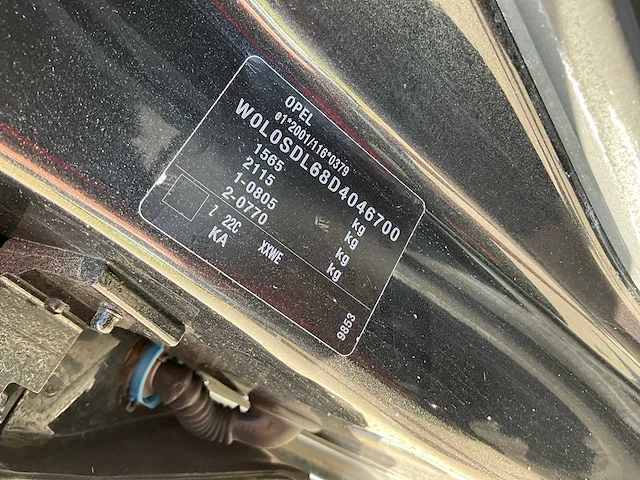 OPEL
e1*2001/116*0379
W0L0SDL68D4046700
1565 kg
2115 kg
1-0805 kg
2-0770 kg
Z 22C XXWE
KA
9853